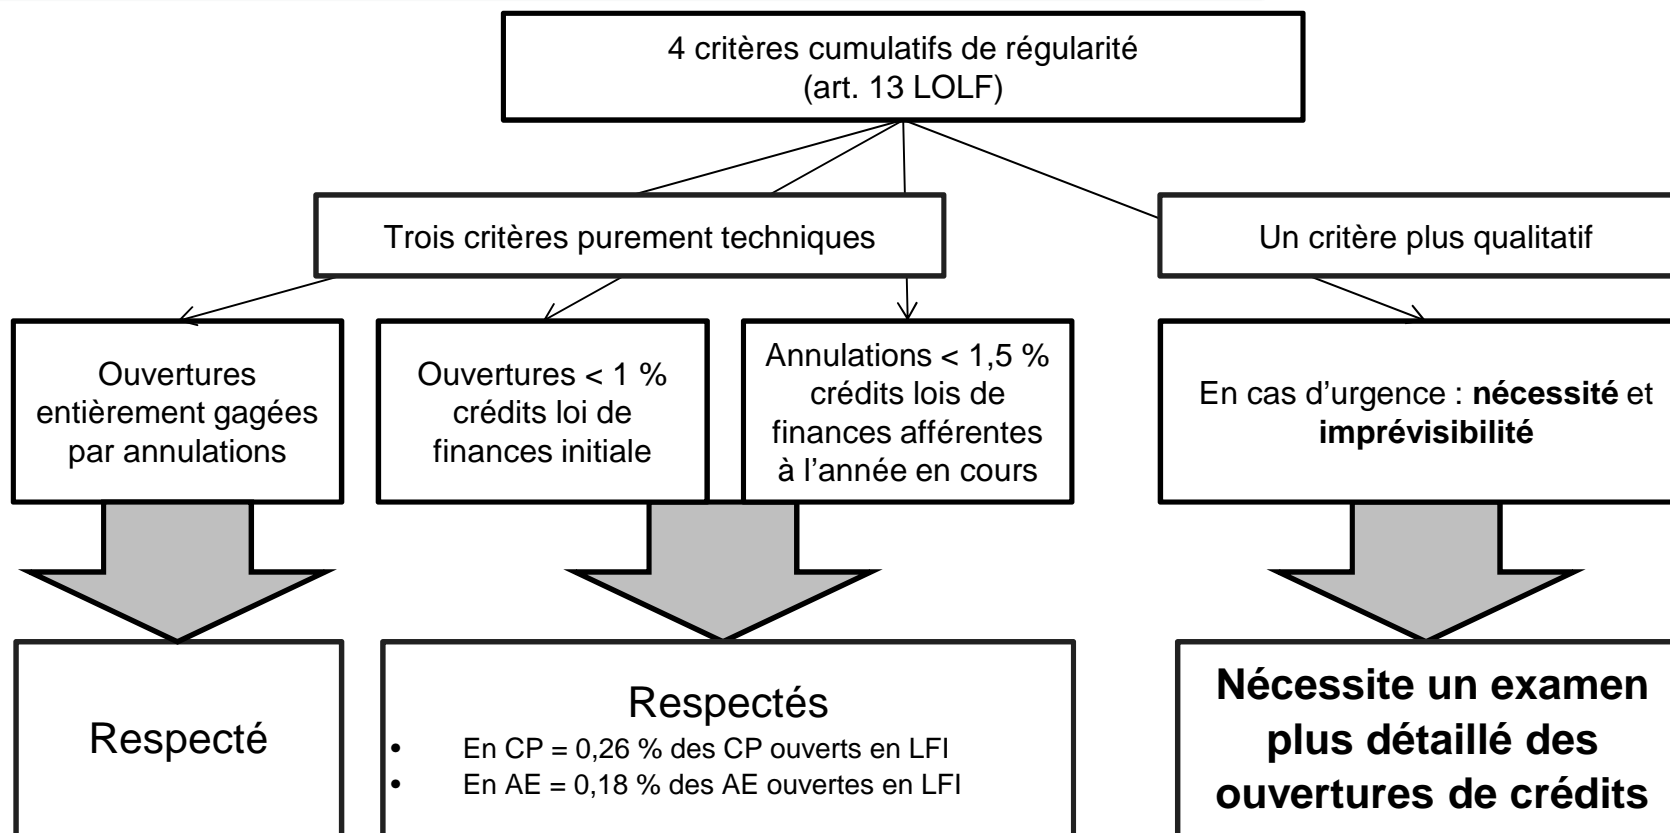 4 critères cumulatifs de régularité
(art. 13 LOLF)
Trois critères purement techniques
Un critère plus qualitatif
Ouvertures
entièrement gagées
par annulations
Ouvertures < 1 %
crédits loi de
finances initiale
Annulations < 1,5 %
crédits lois de
finances afférentes
à l’année en cours
En cas d’urgence : nécessité et
imprévisibilité
Respecté
Respectés
• En CP = 0,26 % des CP ouverts en LFI
• En AE = 0,18 % des AE ouvertes en LFI
Nécessite un examen
plus détaillé des
ouvertures de crédits